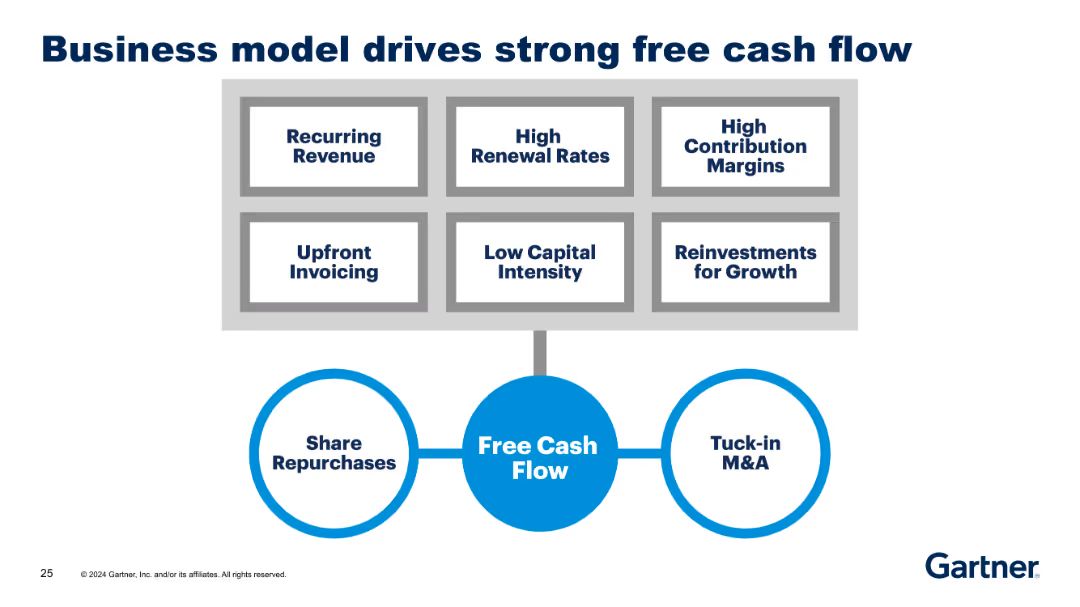 Business model drives strong free cash flow
Recurring
Revenue
High
Renewal Rates
High
Contribution
Margins
Upfront
Invoicing
Low Capital
Intensity
Reinvestments
for Growth
Share
Repurchases
Free Cash
Flow
Tuck-in
M&A
25
© 2024 Gartner, Inc. and/or its affiliates. All rights reserved.
Gartner®